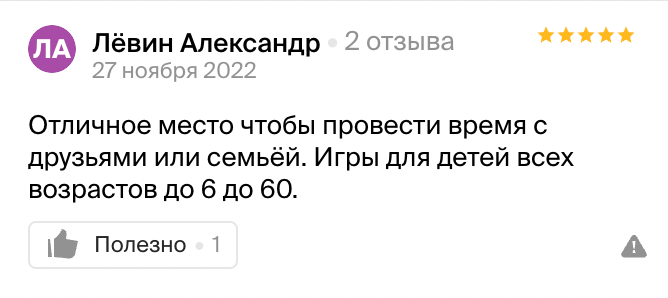 ЛА Лёвин Александр • 2 отзыва
27 ноября 2022
Отличное место чтобы провести время с
друзьями или семьёй. Игры для детей всех
возрастов до 6 до 60.
Полезно • 1